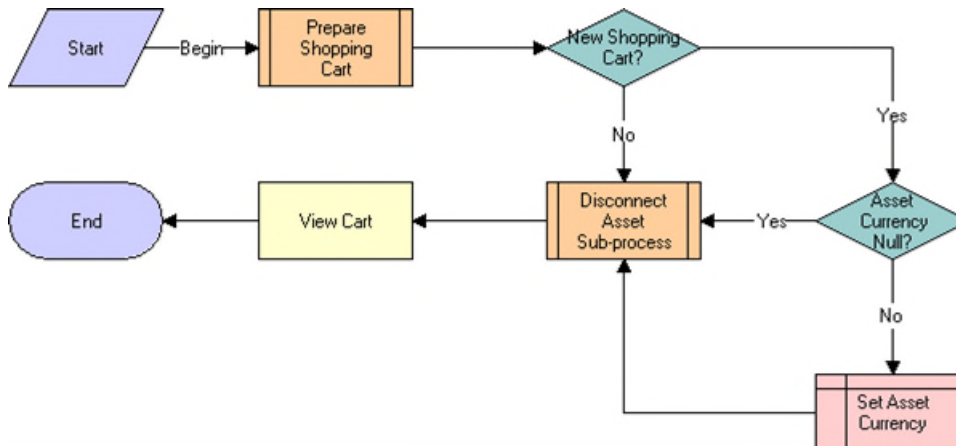 Start
Begin
Prepare
Shopping
Cart
New Shopping
Cart?
Yes
No
End
View Cart
Disconnect
Asset
Sub-process
Yes
Asset
Currency
Null?
No
Set Asset
Currency